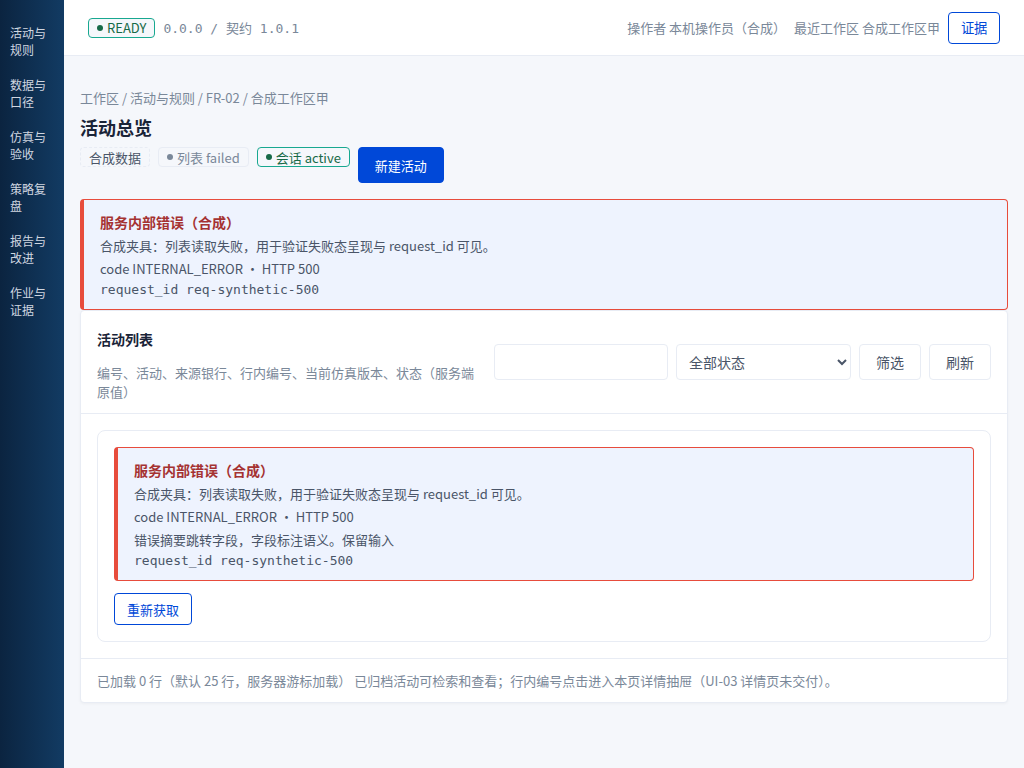 活动与
规则
数据与
口径
仿真与
验收
策略复
盘
报告与
改进
作业与
证据
READY 0.0.0 / 契约 1.0.1
操作者 本机操作员（合成） 最近工作区 合成工作区甲 证据
工作区 / 活动与规则 / FR-02 / 合成工作区甲
活动总览
合成数据 列表 failed 会话 active 新建活动
服务内部错误（合成）
合成夹具：列表读取失败，用于验证失败态呈现与 request_id 可见。
code INTERNAL_ERROR · HTTP 500
request_id req-synthetic-500
活动列表
编号、活动、来源银行、行内编号、当前仿真版本、状态（服务端
原值）
全部状态 筛选 刷新
服务内部错误（合成）
合成夹具：列表读取失败，用于验证失败态呈现与 request_id 可见。
code INTERNAL_ERROR · HTTP 500
错误摘要跳转字段，字段标注语义。保留输入
request_id req-synthetic-500
重新获取
已加载 0 行（默认 25 行，服务器游标加载） 已归档活动可检索和查看；行内编号点击进入本页详情抽屉（UI-03 详情页未交付）。